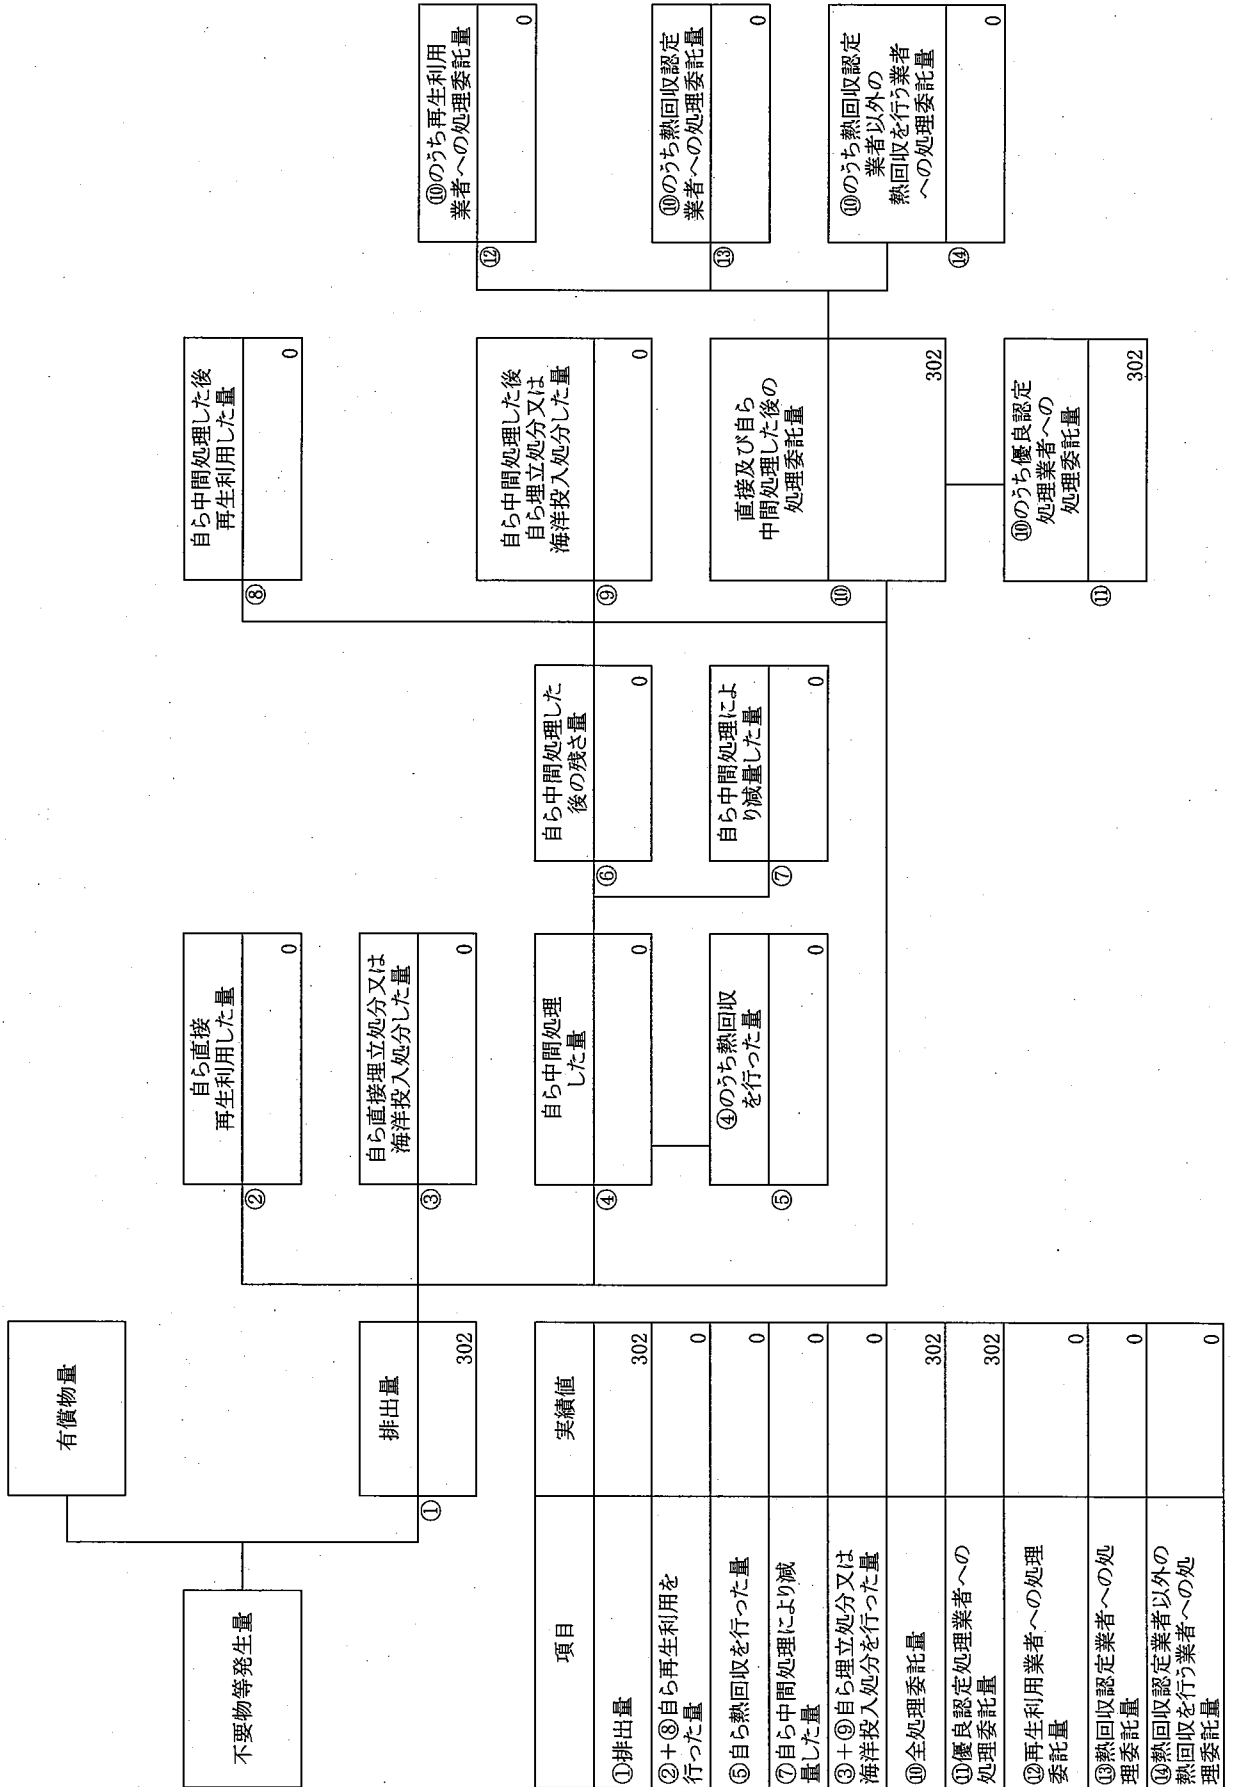 有償物量
不要物等発生量
排出量
①
302
自ら直接
再生利用した量
②
0
自ら直接埋立処分又は
海洋投入処分した量
③
0
自ら中間処理
した量
④
0
④のうち熱回収
を行った量
⑤
0
自ら中間処理した
後の残さ量
⑥
0
自ら中間処理によ
り減量した量
⑦
0
自ら中間処理した後
再生利用した量
⑧
0
自ら中間処理した後
自ら埋立処分又は
海洋投入処分した量
⑨
0
直接及び自ら
中間処理した後の
処理委託量
⑩
302
⑩のうち優良認定
処理業者への
処理委託量
⑪
302
⑩のうち再生利用
業者への処理委託量
⑫
0
⑩のうち熱回収認定
業者への処理委託量
⑬
0
⑩のうち熱回収認定
業者以外の
熱回収を行う業者
への処理委託量
⑭
0
項目 実績値
①排出量 302
②+⑧自ら再生利用を
行った量 0
⑤自ら熱回収を行った量 0
⑦自ら中間処理により減
量した量 0
③+⑨自ら埋立処分又は
海洋投入処分を行った量 0
⑩全処理委託量 302
⑪優良認定処理業者への
処理委託量 302
⑫再生利用業者への処理
委託量 0
⑬熱回収認定業者への処
理委託量 0
⑭熱回収認定業者以外の
熱回収を行う業者への処
理委託量 0